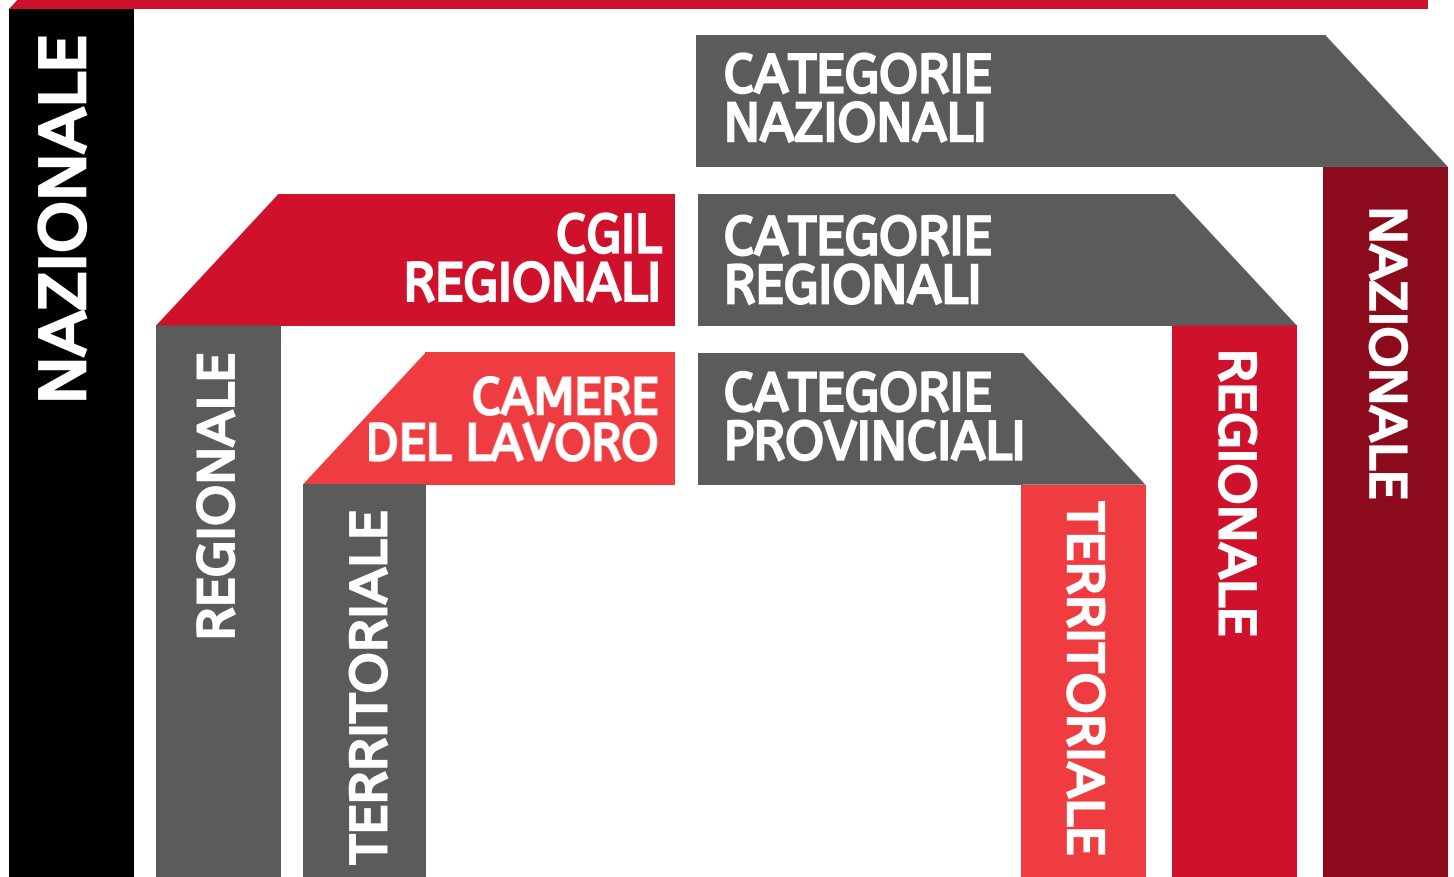 NAZIONALE
CATEGORIE
NAZIONALI
NAZIONALE
CGIL
REGIONALI
CATEGORIE
REGIONALI
REGIONALE
REGIONALE
CAMERE
DEL LAVORO
CATEGORIE
PROVINCIALI
TERRITORIALE
TERRITORIALE